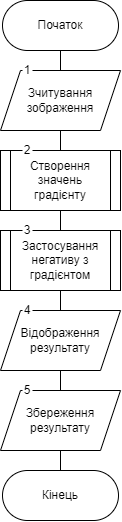 Початок
1
Зчитування
зображення
2
Створення
значень
градієнту
3
Застосування
негативу з
градієнтом
4
Відображення
результату
5
Збереження
результату
Кінець